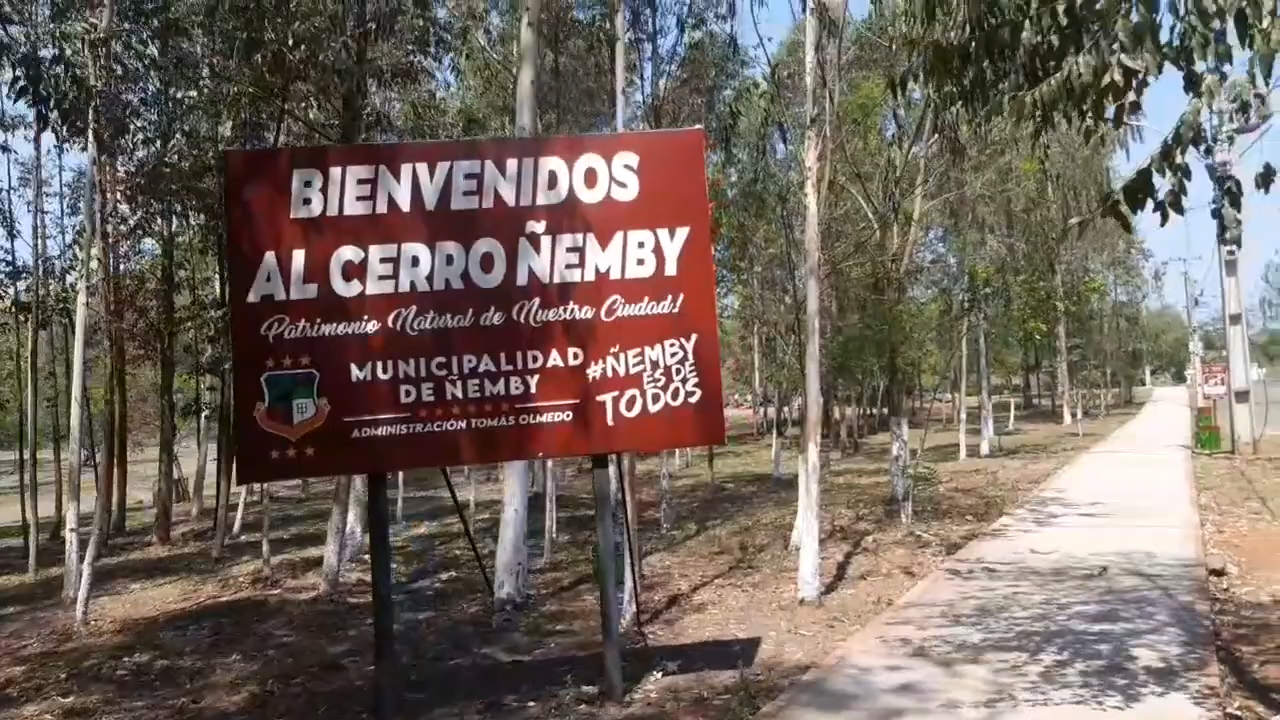 BIENVENIDOS
AL CERRO ÑEMBY
Patrimonio Natural de Nuestra Ciudad!
MUNICIPALIDAD
DE ÑEMBY
ADMINISTRACIÓN TOMÁS OLMEDO
#ÑEMBY
ES DE
TODOS